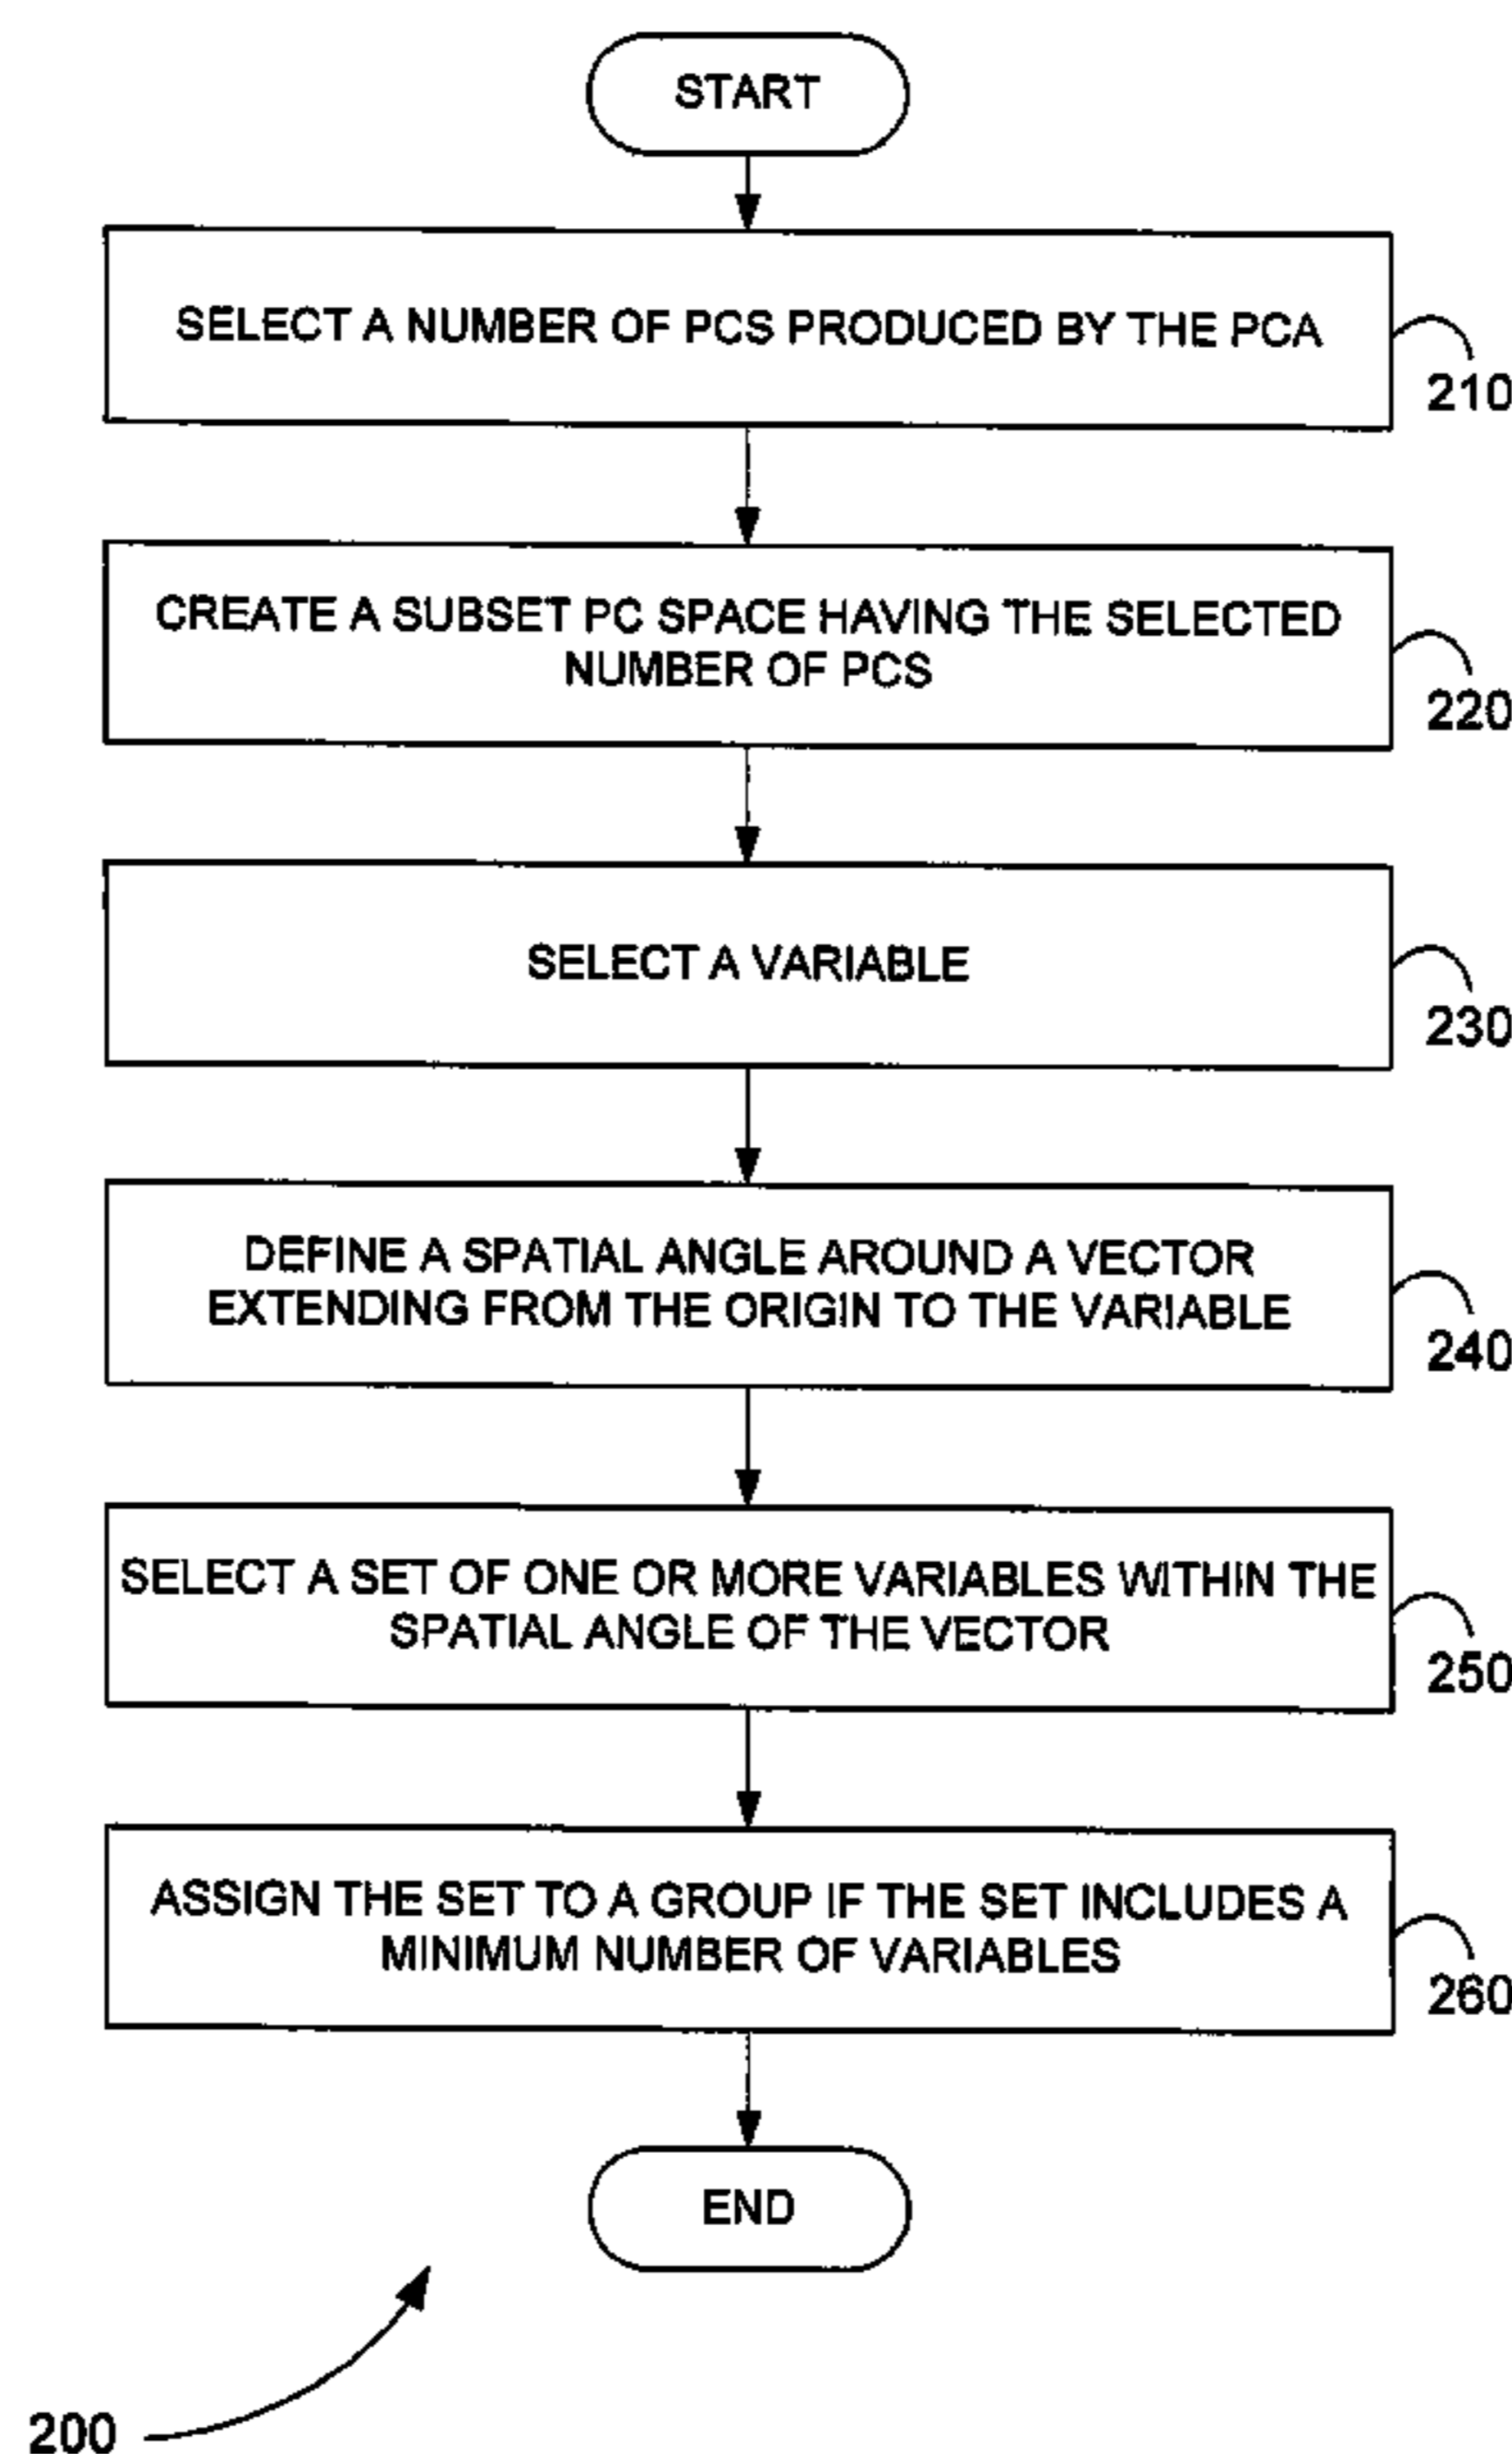 START
SELECT A NUMBER OF PCS PRODUCED BY THE PCA
210
CREATE A SUBSET PC SPACE HAVING THE SELECTED
NUMBER OF PCS
220
SELECT A VARIABLE
230
DEFINE A SPATIAL ANGLE AROUND A VECTOR
EXTENDING FROM THE ORIGIN TO THE VARIABLE
240
SELECT A SET OF ONE OR MORE VARIABLES WITHIN THE
SPATIAL ANGLE OF THE VECTOR
250
ASSIGN THE SET TO A GROUP IF THE SET INCLUDES A
MINIMUM NUMBER OF VARIABLES
260
END
200